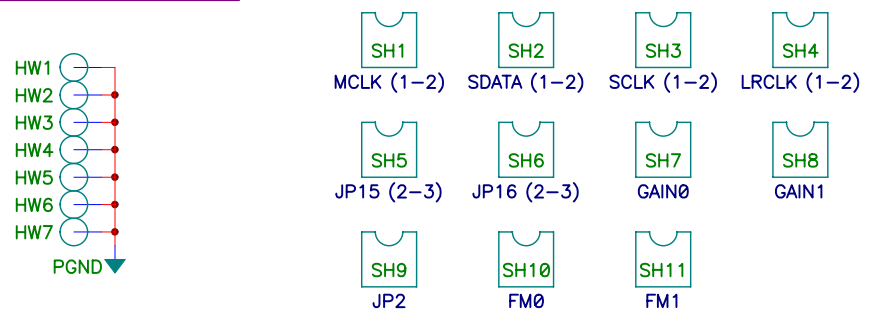 HW1
HW2
HW3
HW4
HW5
HW6
HW7
PGND
SH1 SH2 SH3 SH4
MCLK (1-2) SDATA (1-2) SCLK (1-2) LRCLK (1-2)
SH5 SH6 SH7 SH8
JP15 (2-3) JP16 (2-3) GAIN0 GAIN1
SH9 SH10 SH11
JP2 FM0 FM1